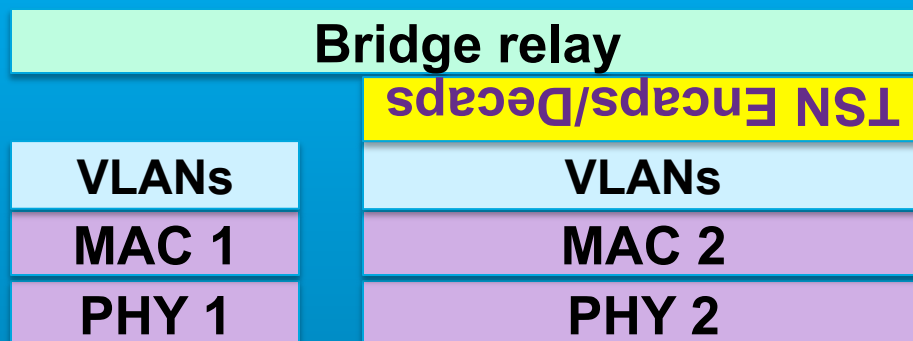 Bridge relay
TSN Encaps/Decaps
VLANs
VLANs
MAC 1
MAC 2
PHY 1
PHY 2